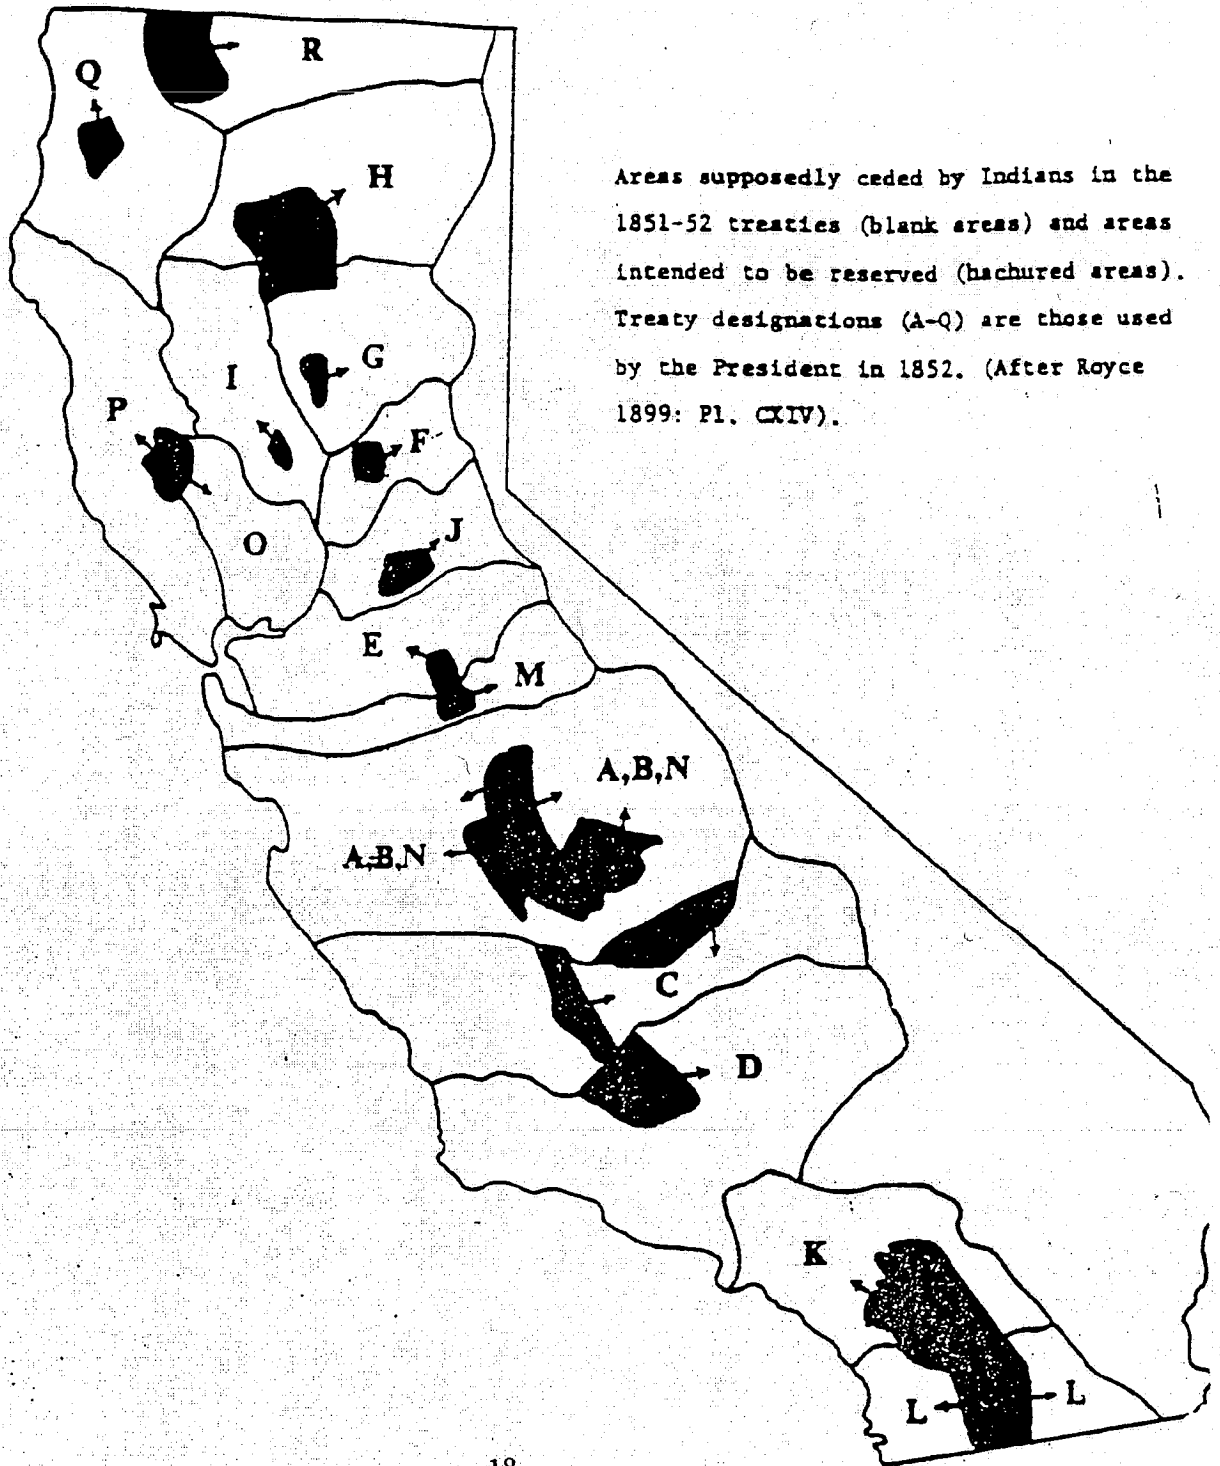 R
Q
H
Areas supposedly ceded by Indians in the
1851-52 treaties (blank areas) and areas
intended to be reserved (hachured areas).
Treaty designations (A-Q) are those used
by the President in 1852. (After Royce
1899: Pl. CXIV).
G
I
P
F
J
O
E
M
A,B,N
A,B,N
C
D
K
L
L
18